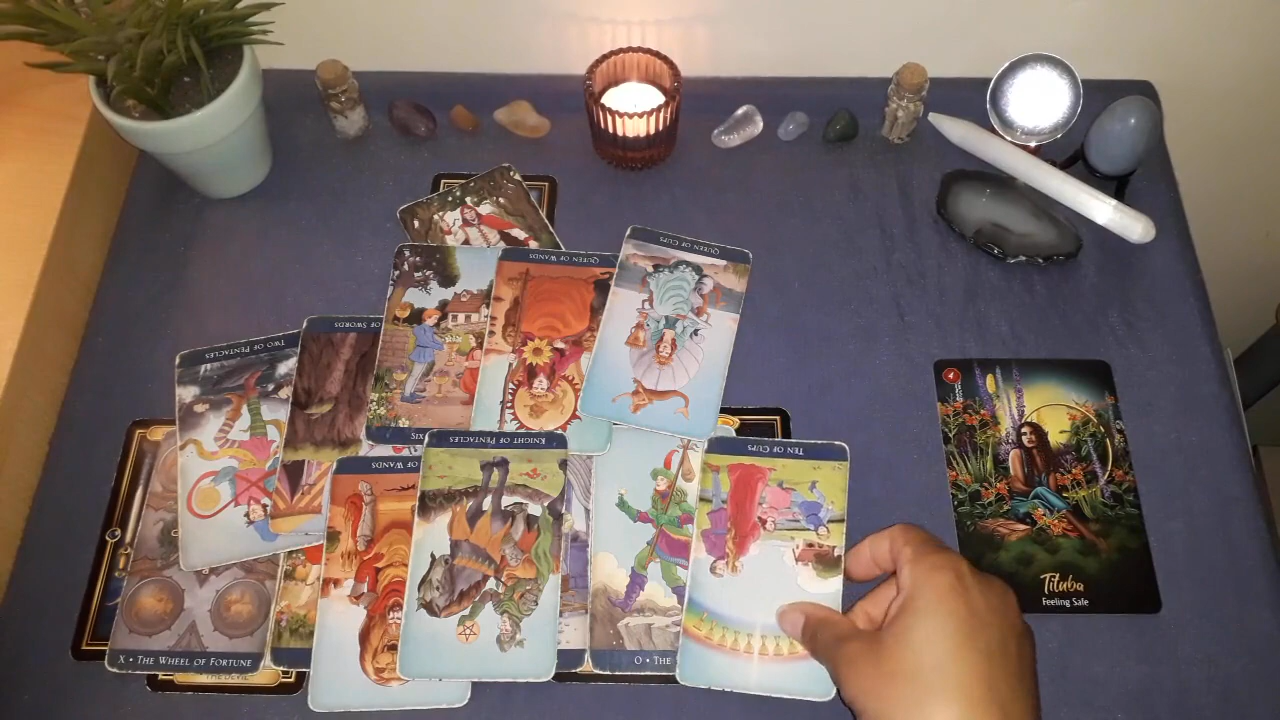 QUEEN OF CUPS
QUEEN OF WANDS
OF SWORDS
TWO OF PENTACLES
SIX
KNIGHT OF PENTACLES
TEN OF CUPS
OF WANDS
X • THE WHEEL OF FORTUNE
O • THE
THE DEVIL
Tituba
Feeling Safe